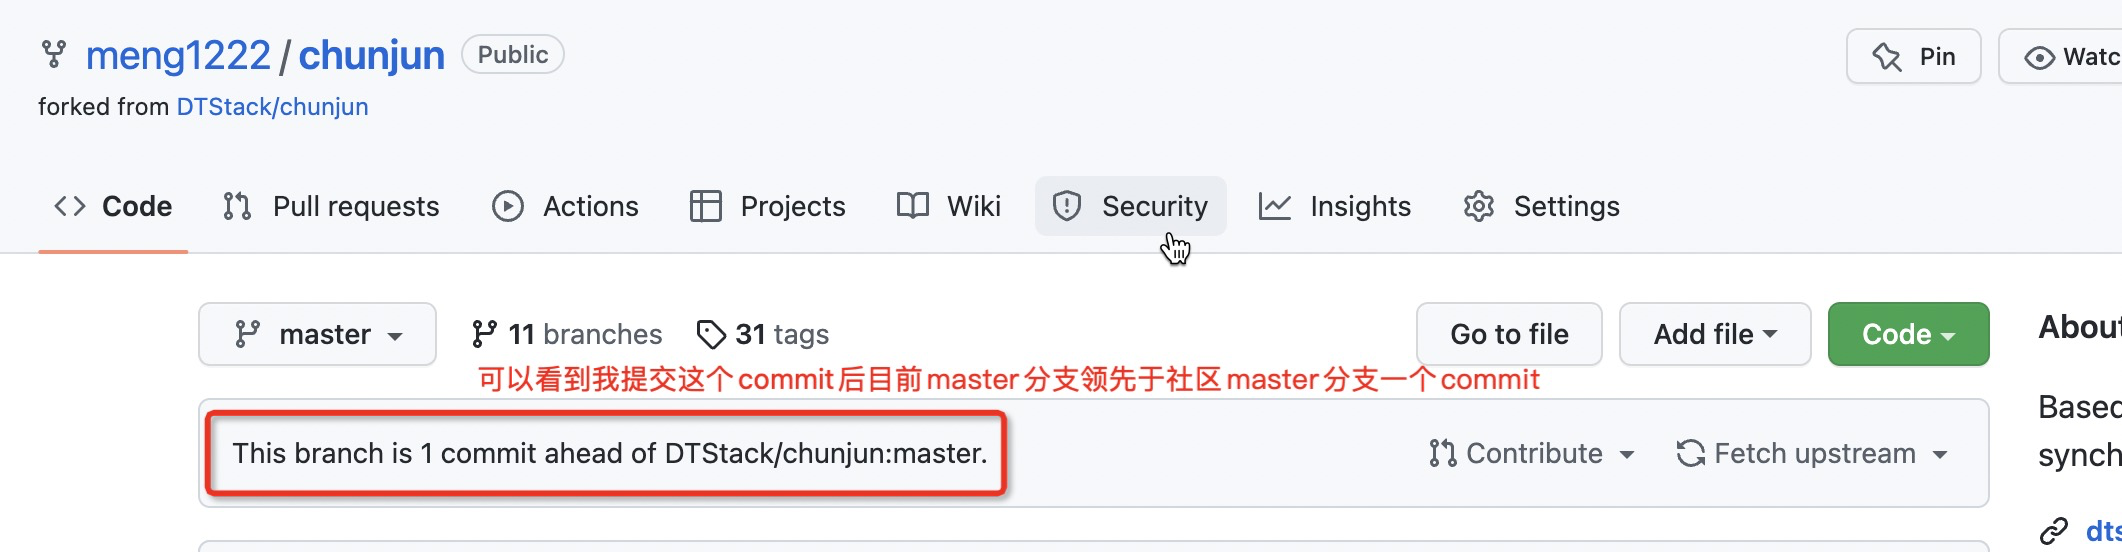 meng1222 / chunjun Public
Pin
Watc
forked from DTStack/chunjun
Code Pull requests Actions Projects Wiki Security Insights Settings
master 11 branches 31 tags Go to file Add file Code
About
可以看到我提交这个commit后目前master分支领先于社区master分支一个commit
This branch is 1 commit ahead of DTStack/chunjun:master. Contribute Fetch upstream
Based
synch
dts